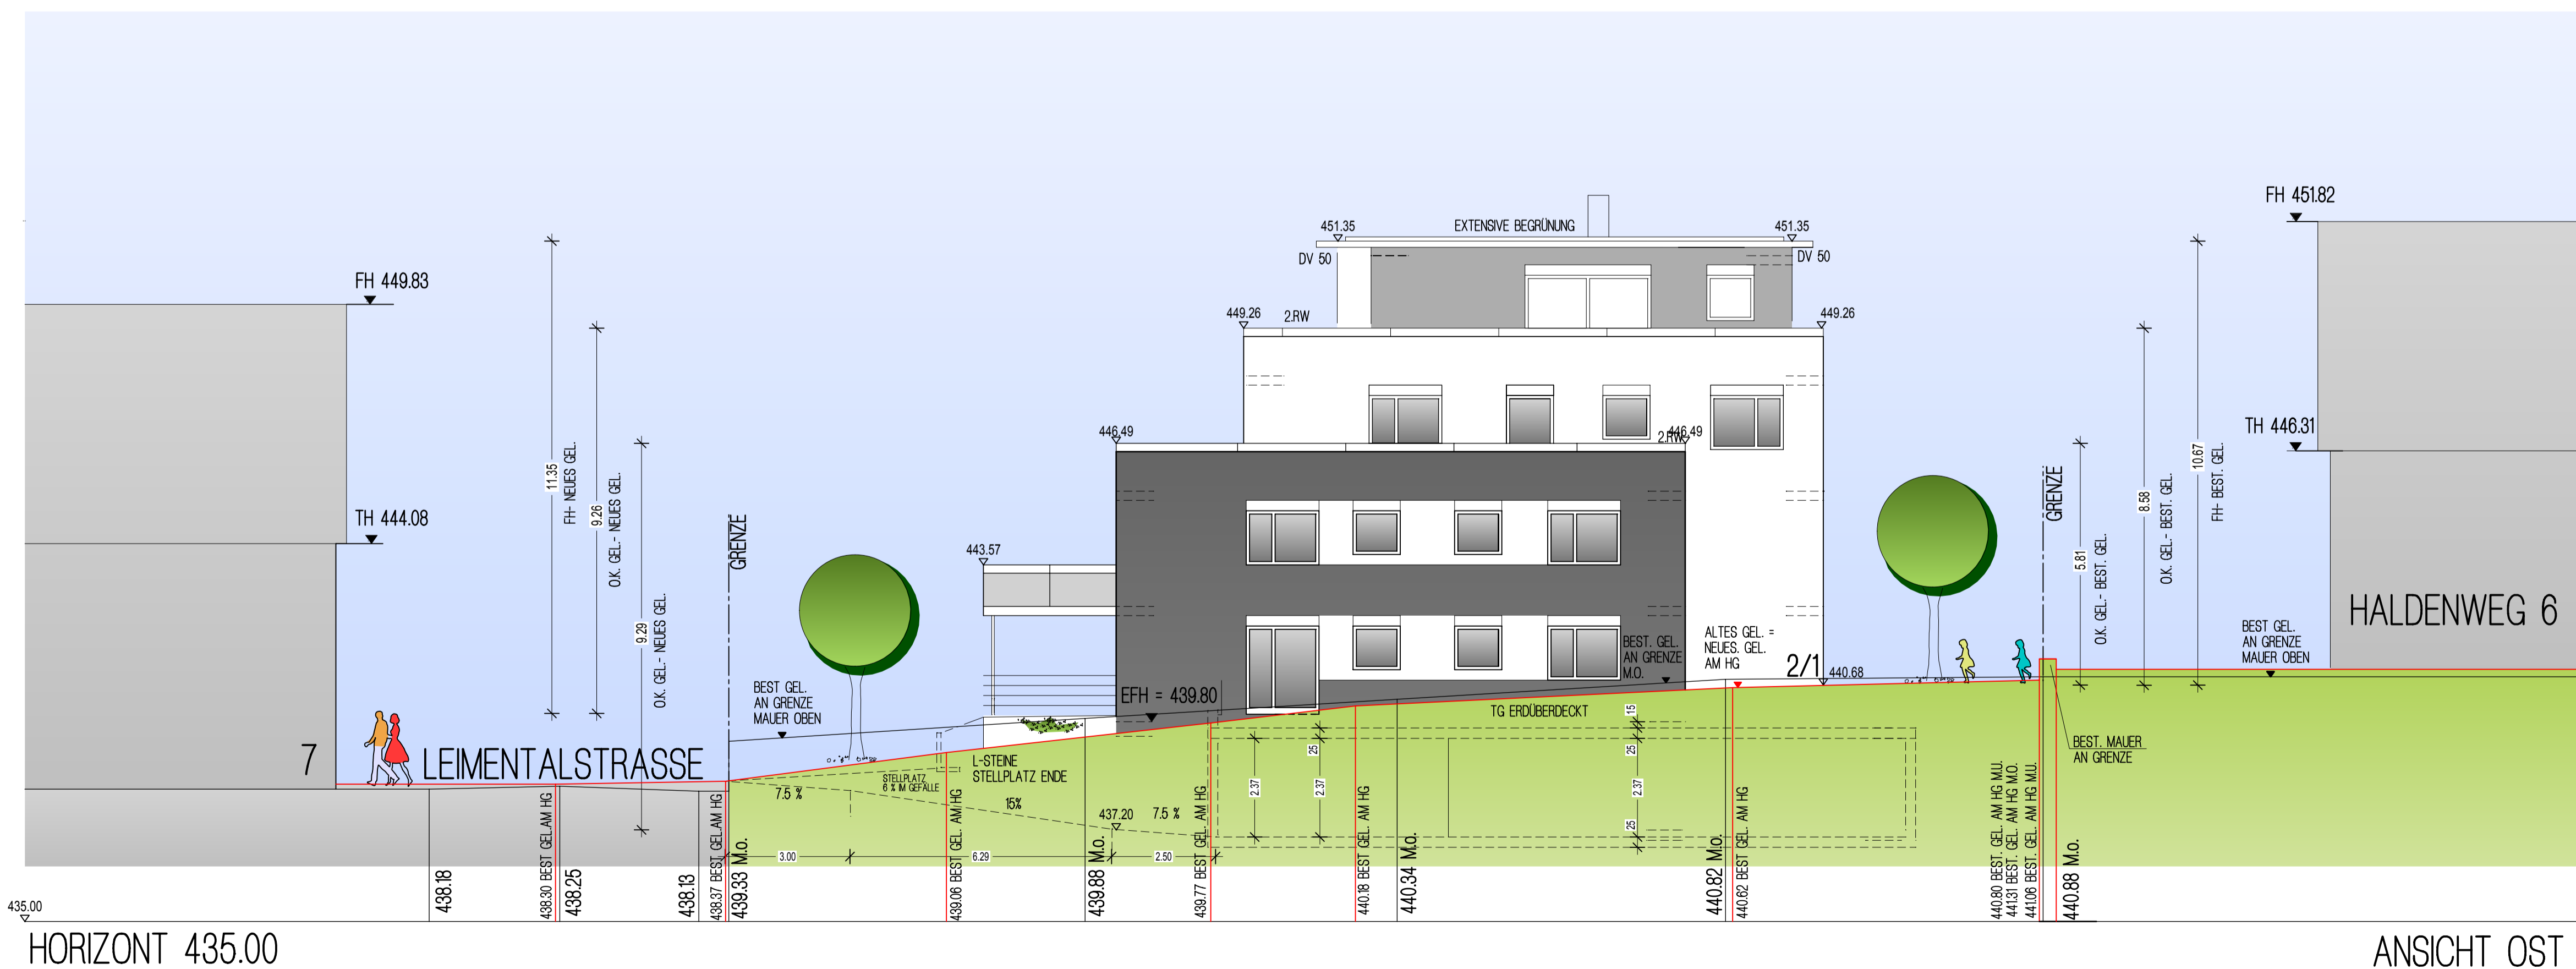 FH 451.82
451.35
EXTENSIVE BEGRÜNUNG
451.35
DV 50
DV 50
FH 449.83
449.26
2.RW
449.26
TH 446.31
446.49
2.RW
446.49
TH 444.08
11.35
FH- NEUES GEL.
9.26
O.K. GEL.- NEUES GEL.
9.29
O.K. GEL.- NEUES GEL.
GRENZE
443.57
GRENZE
5.81
O.K. GEL.- BEST. GEL.
8.58
O.K. GEL.- BEST. GEL.
10.67
FH- BEST. GEL.
HALDENWEG 6
BEST GEL.
AN GRENZE
MAUER OBEN
BEST. GEL.
AN GRENZE
M.O.
ALTES GEL. =
NEUES. GEL.
AM HG
2/1
440.68
BEST GEL.
AN GRENZE
MAUER OBEN
EFH = 439.80
TG ERDÜBERDECKT
7
LEIMENTALSTRASSE
L-STEINE
STELLPLATZ ENDE
STELLPLATZ
6 % IM GEFÄLLE
7.5 %
15%
437.20
7.5 %
2.37
25
2.37
15
25
2.37
25
BEST. MAUER
AN GRENZE
3.00
6.29
2.50
438.18
438.30 BEST GEL.AM HG
438.25
438.13
438.37 BEST GEL.AM HG
439.33 M.o.
439.06 BEST GEL. AM HG
439.88 M.o.
439.77 BEST GEL. AM HG
440.18 BEST GEL. AM HG
440.34 M.o.
440.82 M.o.
440.62 BEST GEL. AM HG
440.80 BEST. GEL. AM HG M.U.
441.31 BEST. GEL. AM HG M.O.
441.06 BEST. GEL. AM HG M.U.
440.88 M.o.
435.00
HORIZONT 435.00
ANSICHT OST